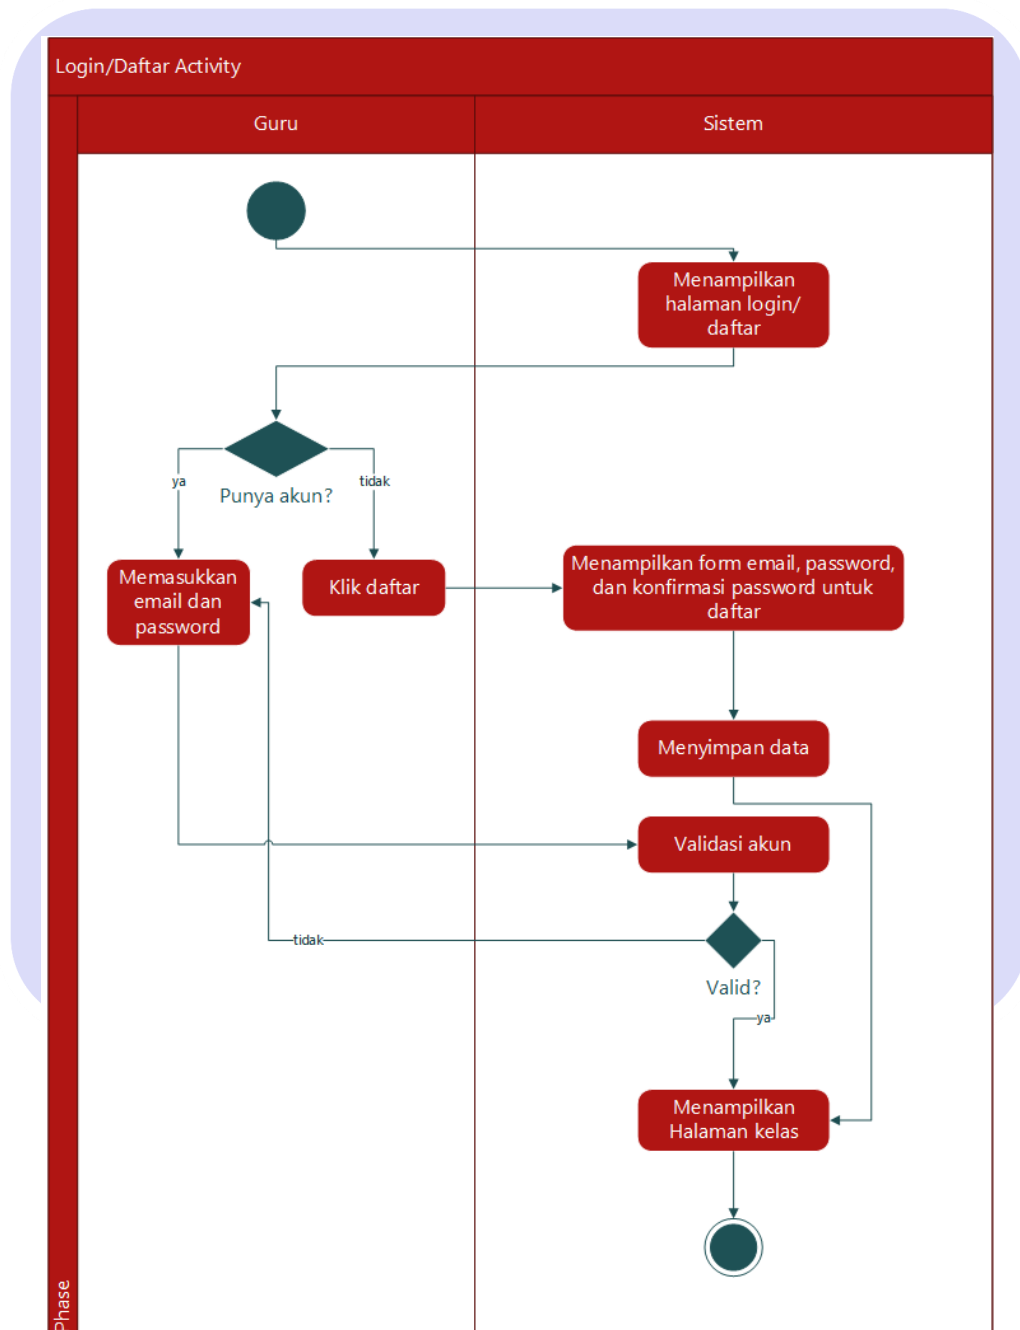 Login/Daftar Activity
Guru
Sistem
Menampilkan
halaman login/
daftar
Punya akun?
ya
tidak
Memasukkan
email dan
password
Klik daftar
Menampilkan form email, password,
dan konfirmasi password untuk
daftar
Menyimpan data
Validasi akun
tidak
Valid?
ya
Menampilkan
Halaman kelas
Phase